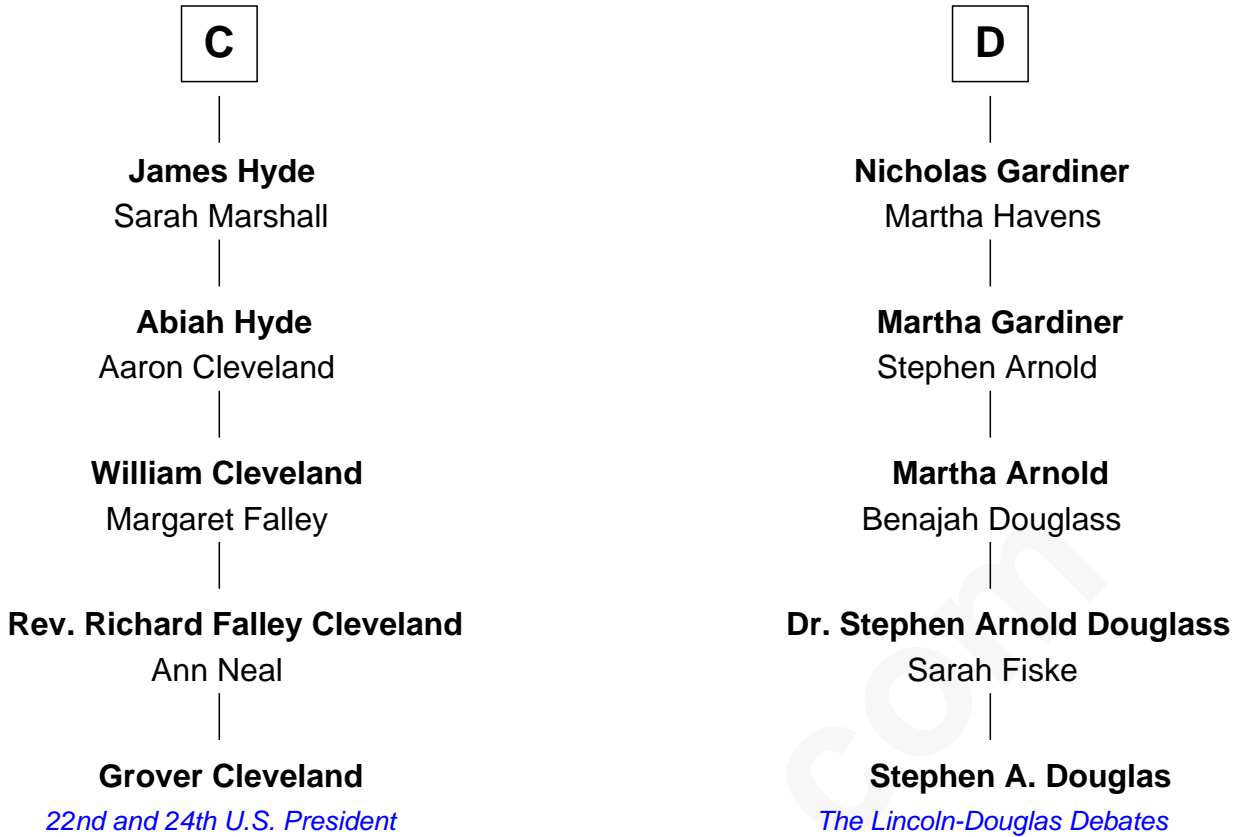 C
James Hyde
Sarah Marshall
Abiah Hyde
Aaron Cleveland
William Cleveland
Margaret Falley
Rev. Richard Falley Cleveland
Ann Neal
Grover Cleveland
22nd and 24th U.S. President
D
Nicholas Gardiner
Martha Havens
Martha Gardiner
Stephen Arnold
Martha Arnold
Benajah Douglass
Dr. Stephen Arnold Douglass
Sarah Fiske
Stephen A. Douglas
The Lincoln-Douglas Debates
com